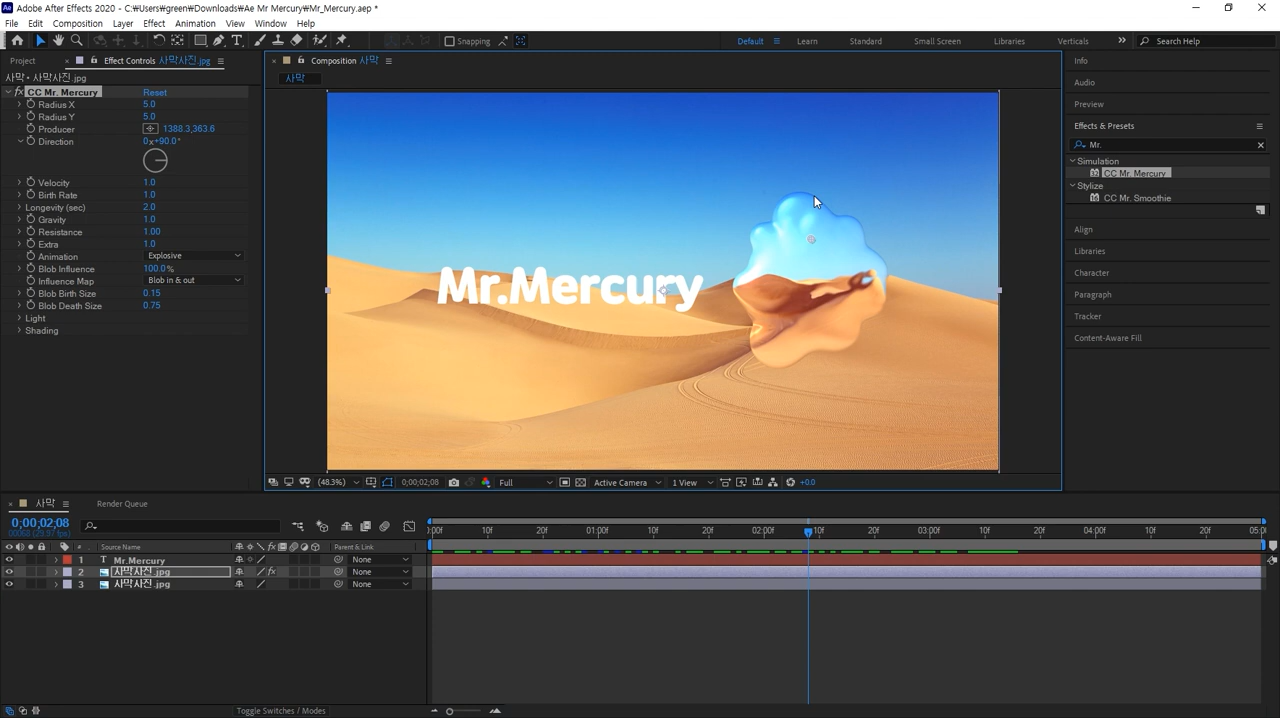 Adobe After Effects 2020 - C:₩Users₩green₩Downloads₩Ae Mr Mercury₩Mr_Mercury.aep *
File Edit Composition Layer Effect Animation View Window Help
Snapping Default Learn Standard Small Screen Libraries Verticals Search Help
Project Effect Controls 사막사진.jpg
사막 • 사막사진.jpg
fx CC Mr. Mercury Reset
Radius X 5.0
Radius Y 5.0
Producer 1388.3,363.6
Direction 0x+90.0°
Velocity 1.0
Birth Rate 1.0
Longevity (sec) 2.0
Gravity 1.0
Resistance 1.00
Extra 1.0
Animation Explosive
Blob Influence 100.0%
Influence Map Blob in & out
Blob Birth Size 0.15
Blob Death Size 0.75
Light
Shading
Composition 사막
사막
Mr.Mercury
(48.3%) 0;00;02;08 Full Active Camera 1 View +0.0
Info
Audio
Preview
Effects & Presets
Mr.
Simulation
CC Mr. Mercury
Stylize
CC Mr. Smoothie
Align
Libraries
Character
Paragraph
Tracker
Content-Aware Fill
사막 Render Queue
0;00;02;08
00068 (29.97 fps)
:00f 10f 20f 01:00f 10f 20f 02:00f 10f 20f 03:00f 10f 20f 04:00f 10f 20f 05:00
# Source Name Parent & Link
1 T Mr.Mercury None
2 사막사진.jpg fx None
3 사막사진.jpg None
Toggle Switches / Modes